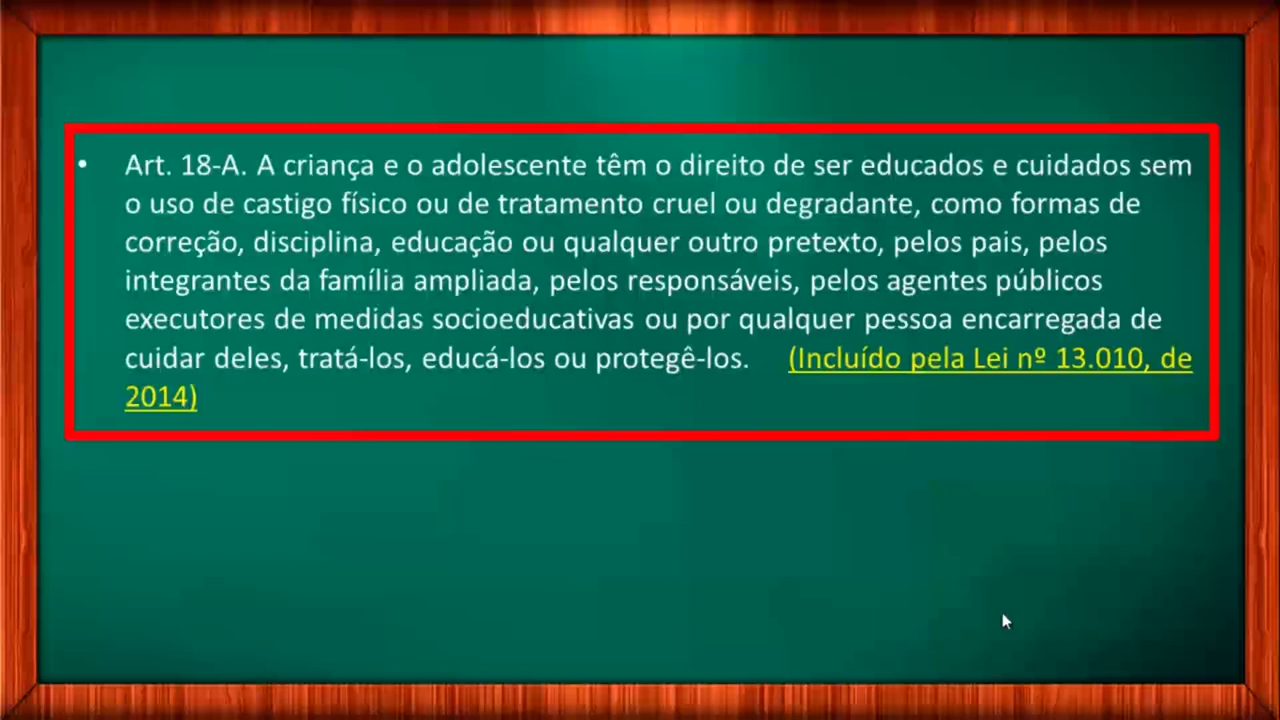 • Art. 18-A. A criança e o adolescente têm o direito de ser educados e cuidados sem
o uso de castigo físico ou de tratamento cruel ou degradante, como formas de
correção, disciplina, educação ou qualquer outro pretexto, pelos pais, pelos
integrantes da família ampliada, pelos responsáveis, pelos agentes públicos
executores de medidas socioeducativas ou por qualquer pessoa encarregada de
cuidar deles, tratá-los, educá-los ou protegê-los. (Incluído pela Lei nº 13.010, de
2014)